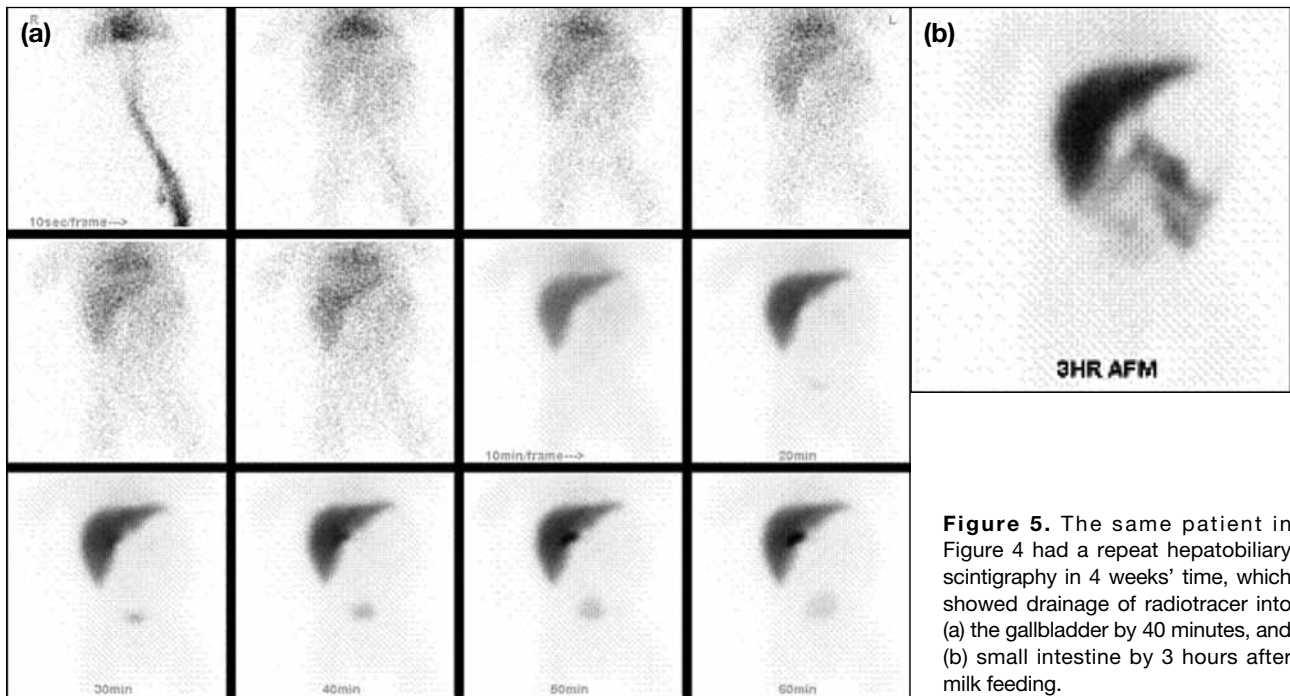 (a)
R
L
10sec/frame--->
10min/frame--->
20min
30min
40min
50min
60min
(b)
3HR AFM
Figure 5. The same patient in
Figure 4 had a repeat hepatobiliary
scintigraphy in 4 weeks’ time, which
showed drainage of radiotracer into
(a) the gallbladder by 40 minutes, and
(b) small intestine by 3 hours after
milk feeding.